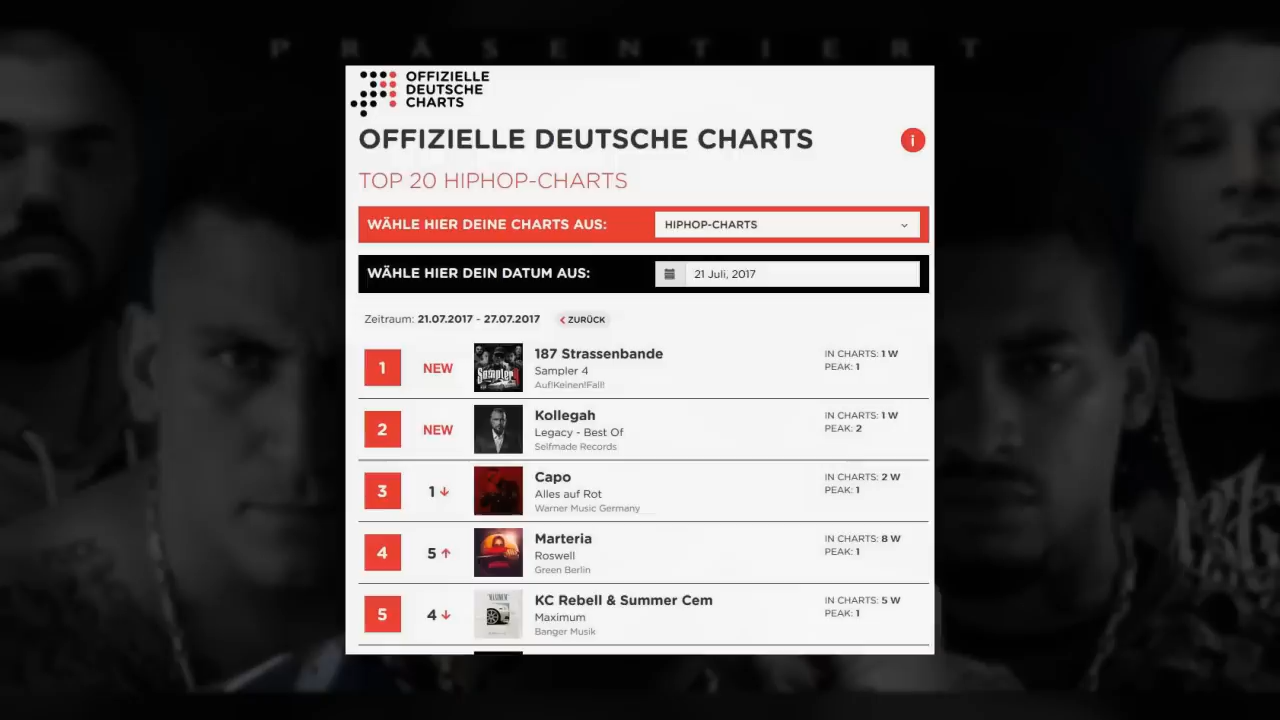 PRÄSENTIERT
OFFIZIELLE
DEUTSCHE
CHARTS
OFFIZIELLE DEUTSCHE CHARTS
i
TOP 20 HIPHOP-CHARTS
WÄHLE HIER DEINE CHARTS AUS: HIPHOP-CHARTS
WÄHLE HIER DEIN DATUM AUS: 21 Juli, 2017
Zeitraum: 21.07.2017 - 27.07.2017 ZURÜCK
1 NEW 187 Strassenbande IN CHARTS: 1 W
Sampler 4 PEAK: 1
Auf!Keinen!Fall!
Sampler
2 NEW Kollegah IN CHARTS: 1 W
Legacy - Best Of PEAK: 2
Selfmade Records
3 1 Capo IN CHARTS: 2 W
Alles auf Rot PEAK: 1
Warner Music Germany
4 5 Marteria IN CHARTS: 8 W
Roswell PEAK: 1
Green Berlin
5 4 KC Rebell & Summer Cem IN CHARTS: 5 W
Maximum PEAK: 1
Banger Musik